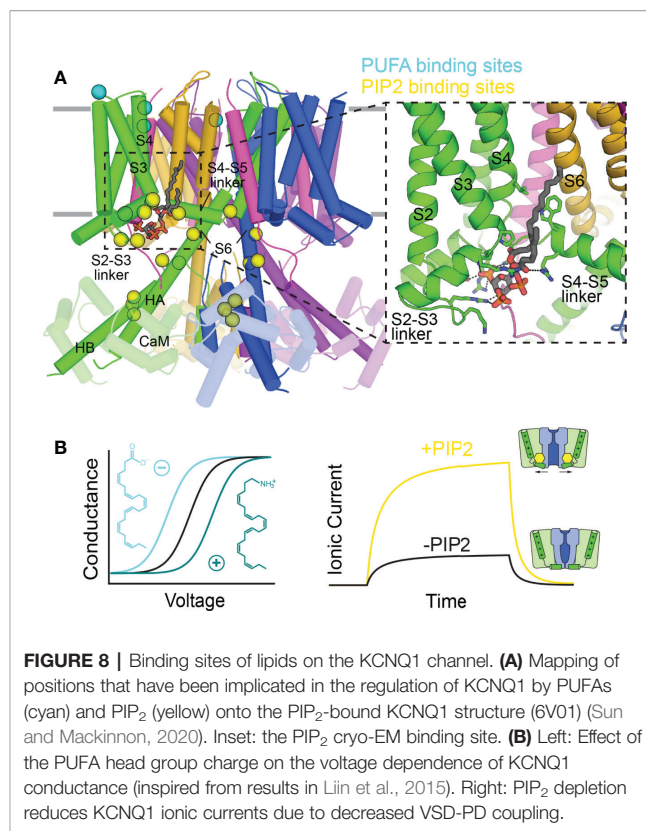 A
PUFA binding sites
PIP2 binding sites
S4
S3
S4-S5
linker
S2-S3
linker
S6
HA
HB
CaM
S4
S3
S2
S6
S4-S5
linker
S2-S3
linker
B
Conductance
Voltage
O
O-
−
NH3+
+
Ionic Current
Time
+PIP2
-PIP2
FIGURE 8 | Binding sites of lipids on the KCNQ1 channel. (A) Mapping of
positions that have been implicated in the regulation of KCNQ1 by PUFAs
(cyan) and PIP2 (yellow) onto the PIP2-bound KCNQ1 structure (6V01) (Sun
and Mackinnon, 2020). Inset: the PIP2 cryo-EM binding site. (B) Left: Effect of
the PUFA head group charge on the voltage dependence of KCNQ1
conductance (inspired from results in Liin et al., 2015). Right: PIP2 depletion
reduces KCNQ1 ionic currents due to decreased VSD-PD coupling.